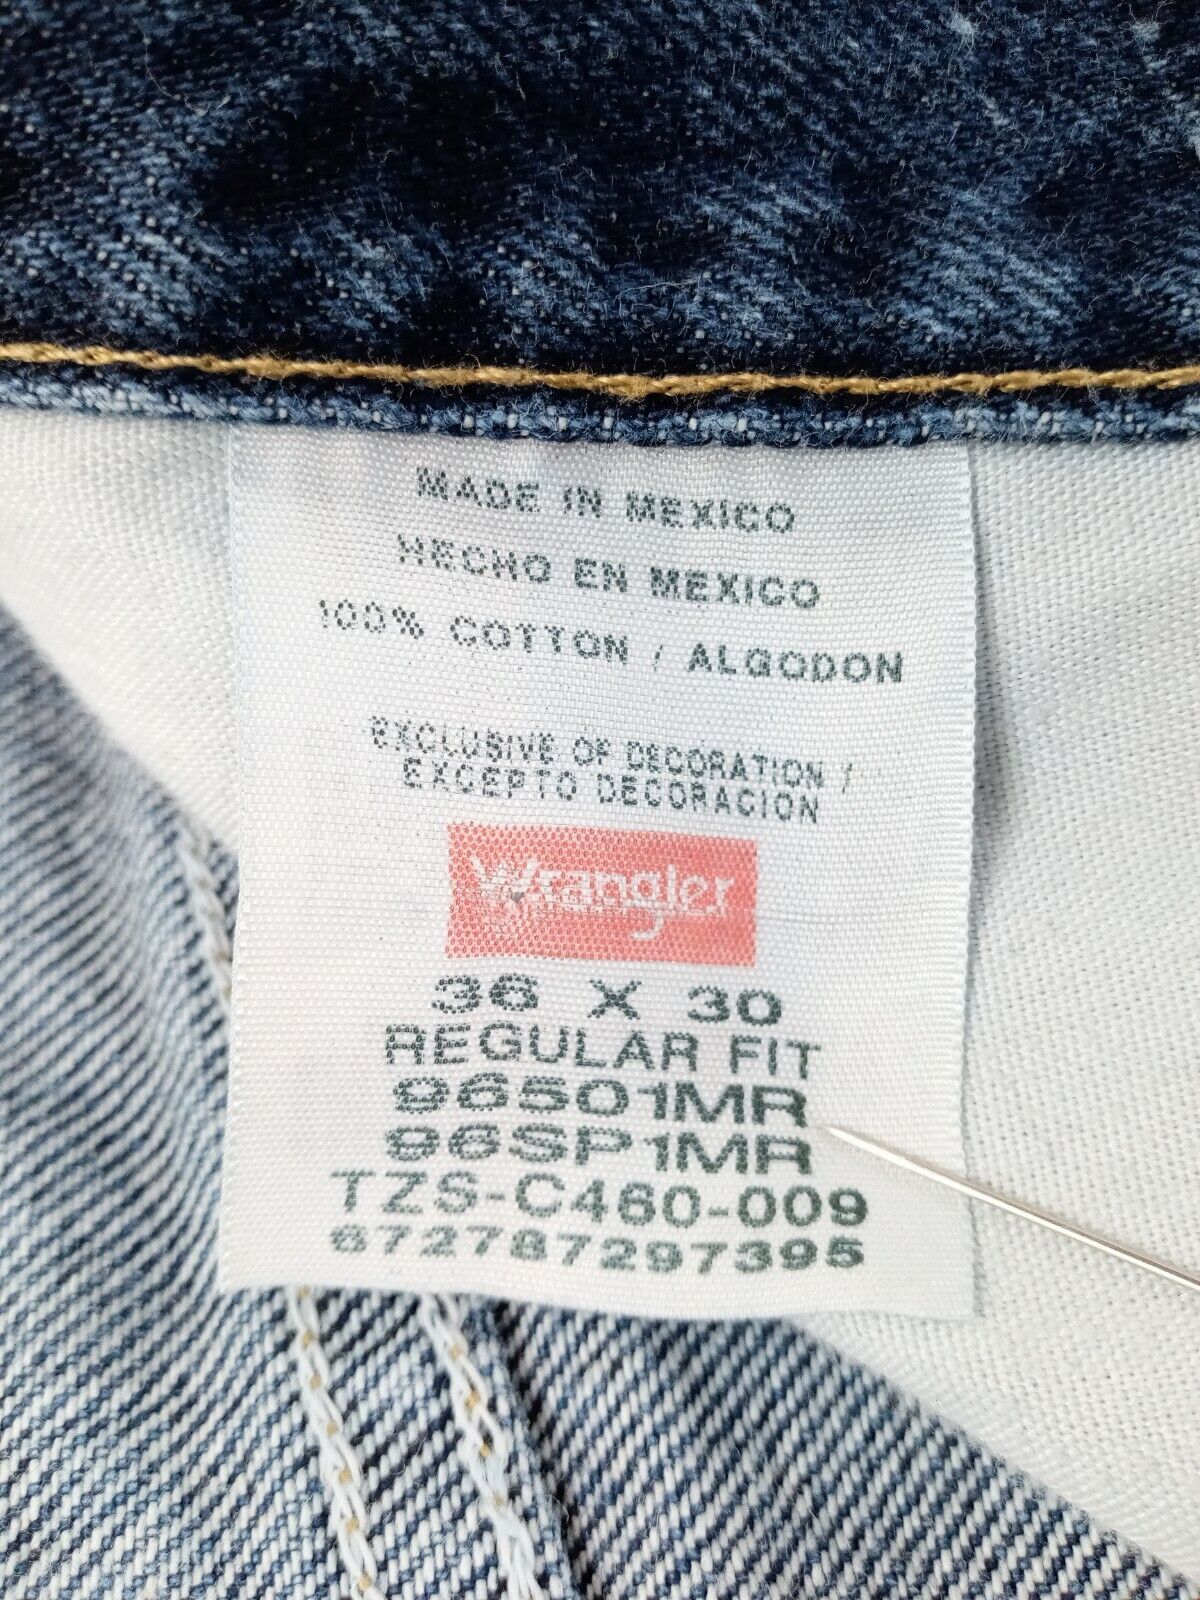 MADE IN MEXICO
HECHO EN MEXICO
100% COTTON / ALGODON
EXCLUSIVE OF DECORATION /
EXCEPTO DECORACION
Wrangler
36 X 30
REGULAR FIT
96501MR
96SP1MR
TZS-C460-009
672787297395